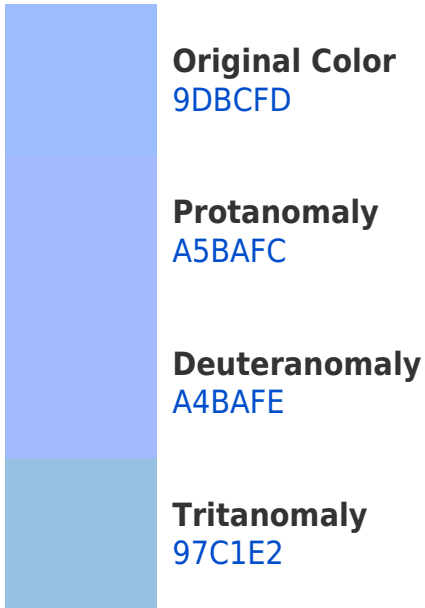 Original Color
9DBCFD
Protanomaly
A5BAFC
Deuteranomaly
A4BAFE
Tritanomaly
97C1E2